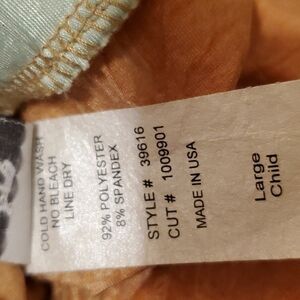 COLD HAND WASH
NO BLEACH
LINE DRY
92% POLYESTER
8% SPANDEX
STYLE# 39616
CUT# 1009901
MADE IN USA
Large
Child